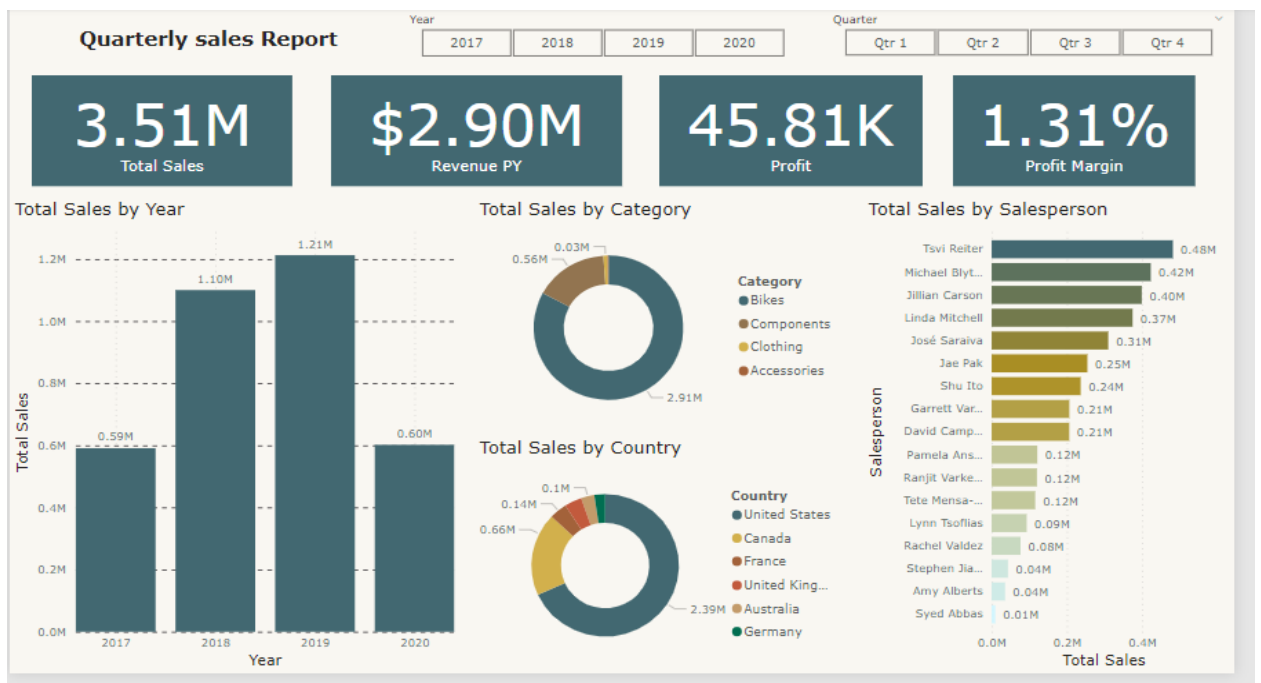 Year
Quarter
Quarterly sales Report
2017
2018
2019
2020
Qtr 1
Qtr 2
Qtr 3
Qtr 4
3.51M
Total Sales
$2.90M
Revenue PY
45.81K
Profit
1.31%
Profit Margin
Total Sales by Year
1.2M
1.0M
0.8M
0.6M
0.4M
0.2M
0.0M
Total Sales
0.59M
1.10M
1.21M
0.60M
2017
2018
2019
2020
Year
Total Sales by Category
0.03M
0.56M
2.91M
Category
Bikes
Components
Clothing
Accessories
Total Sales by Country
0.1M
0.14M
0.66M
2.39M
Country
United States
Canada
France
United King...
Australia
Germany
Total Sales by Salesperson
Salesperson
Tsvi Reiter
0.48M
Michael Blyt...
0.42M
Jillian Carson
0.40M
Linda Mitchell
0.37M
José Saraiva
0.31M
Jae Pak
0.25M
Shu Ito
0.24M
Garrett Var...
0.21M
David Camp...
0.21M
Pamela Ans...
0.12M
Ranjit Varke...
0.12M
Tete Mensa-...
0.12M
Lynn Tsoflias
0.09M
Rachel Valdez
0.08M
Stephen Jia...
0.04M
Amy Alberts
0.04M
Syed Abbas
0.01M
0.0M
0.2M
0.4M
Total Sales